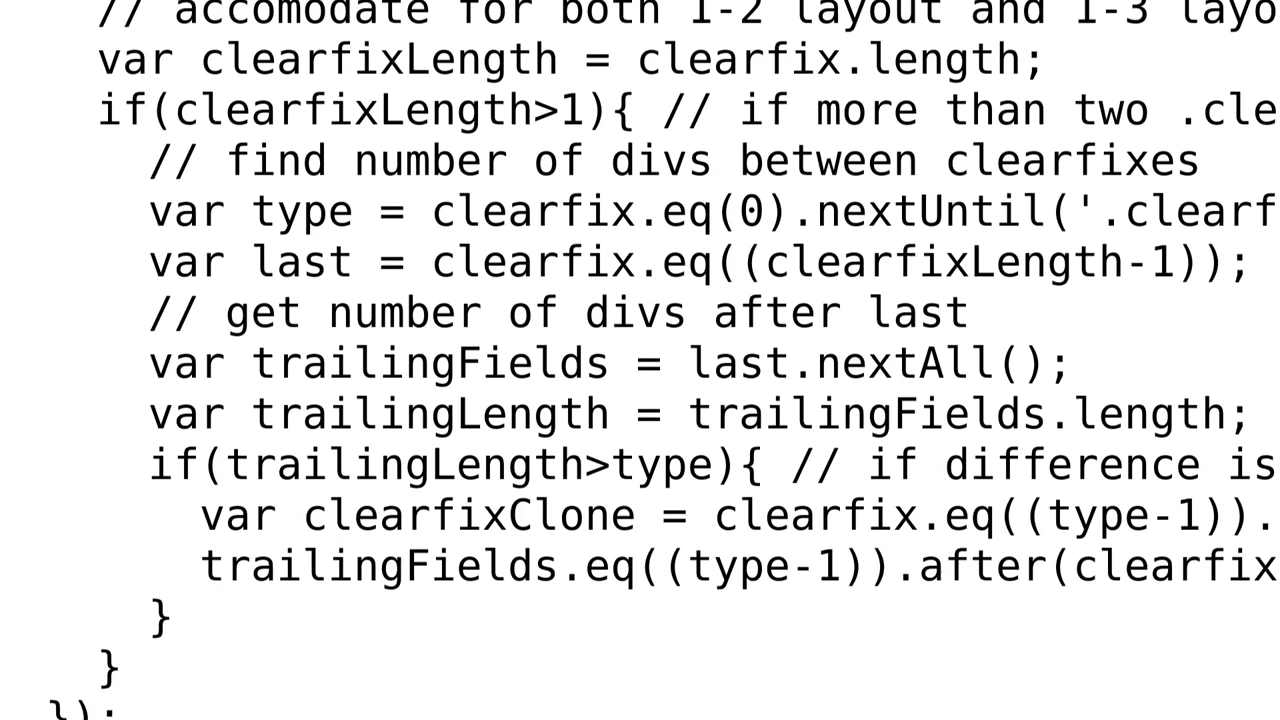 // accomodate for both 1-2 layout and 1-3 layo
var clearfixLength = clearfix.length;
if(clearfixLength>1){ // if more than two .cle
// find number of divs between clearfixes
var type = clearfix.eq(0).nextUntil('.clearf
var last = clearfix.eq((clearfixLength-1));
// get number of divs after last
var trailingFields = last.nextAll();
var trailingLength = trailingFields.length;
if(trailingLength>type){ // if difference is
var clearfixClone = clearfix.eq((type-1)).
trailingFields.eq((type-1)).after(clearfix
}
}
});